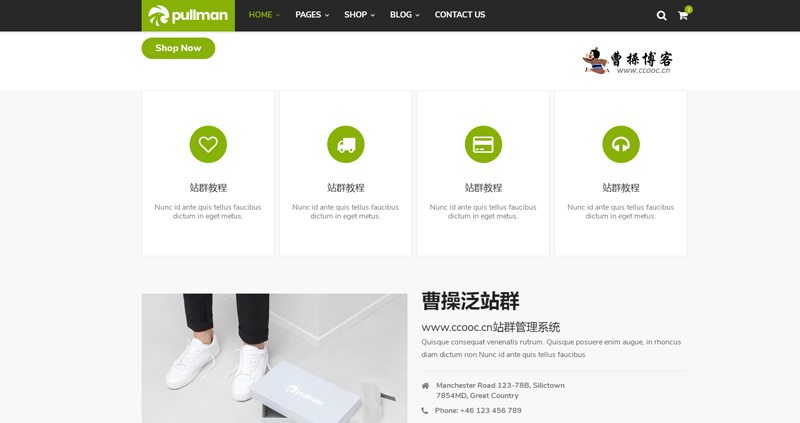 pullman
HOME
PAGES
SHOP
BLOG
CONTACT US
2
Shop Now
曹操博客
www.ccooc.cn
站群教程
Nunc id ante quis tellus faucibus
dictum in eget metus.
站群教程
Nunc id ante quis tellus faucibus
dictum in eget metus.
站群教程
Nunc id ante quis tellus faucibus
dictum in eget metus.
站群教程
Nunc id ante quis tellus faucibus
dictum in eget metus.
pullman
曹操泛站群
www.ccooc.cn站群管理系统
Quisque consequat venenatis rutrum. Quisque posuere enim augue, in rhoncus
diam dictum non.Nunc id ante quis tellus faucibus
Manchester Road 123-78B, Silictown
7854MD, Great Country
Phone: +46 123 456 789